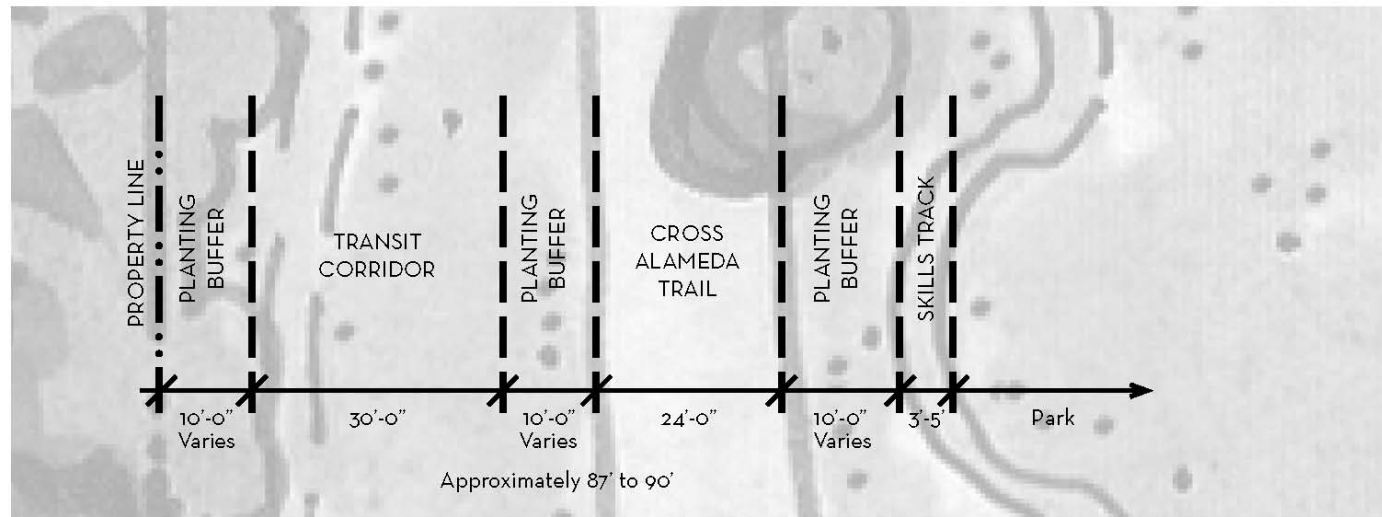 PROPERTY LINE
PLANTING
BUFFER
TRANSIT
CORRIDOR
PLANTING
BUFFER
CROSS
ALAMEDA
TRAIL
PLANTING
BUFFER
SKILLS TRACK
10'-0"
Varies
30'-0"
10'-0"
Varies
24'-0"
10'-0"
Varies
3'-5'
Park
Approximately 87' to 90'